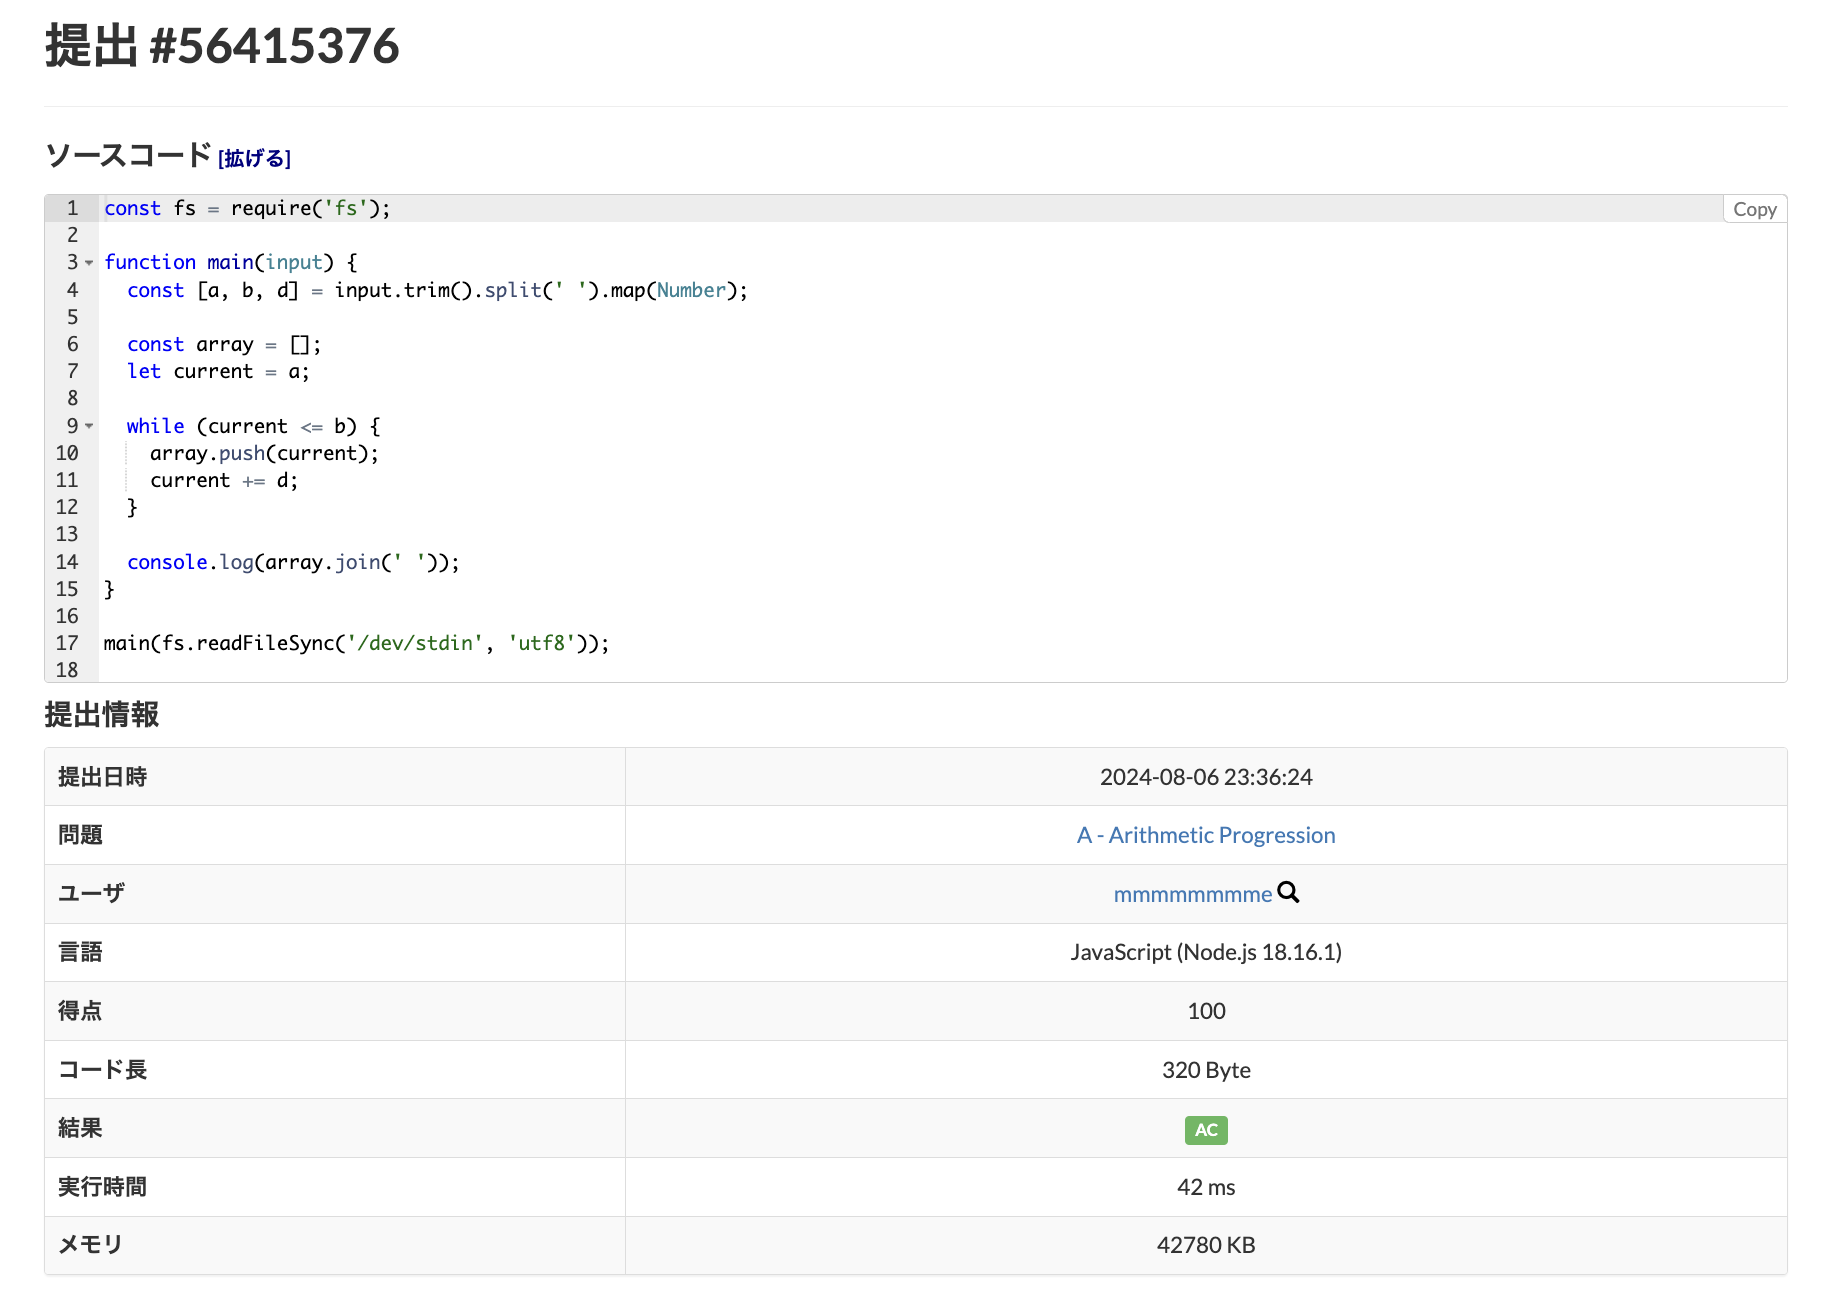 提出 #56415376
ソースコード [拡げる]
Copy
1 const fs = require('fs');
2
3 function main(input) {
4   const [a, b, d] = input.trim().split(' ').map(Number);
5
6   const array = [];
7   let current = a;
8
9   while (current <= b) {
10     array.push(current);
11     current += d;
12   }
13
14   console.log(array.join(' '));
15 }
16
17 main(fs.readFileSync('/dev/stdin', 'utf8'));
18
提出情報
提出日時 2024-08-06 23:36:24
問題 A - Arithmetic Progression
ユーザ mmmmmmmme
言語 JavaScript (Node.js 18.16.1)
得点 100
コード長 320 Byte
結果 AC
実行時間 42 ms
メモリ 42780 KB